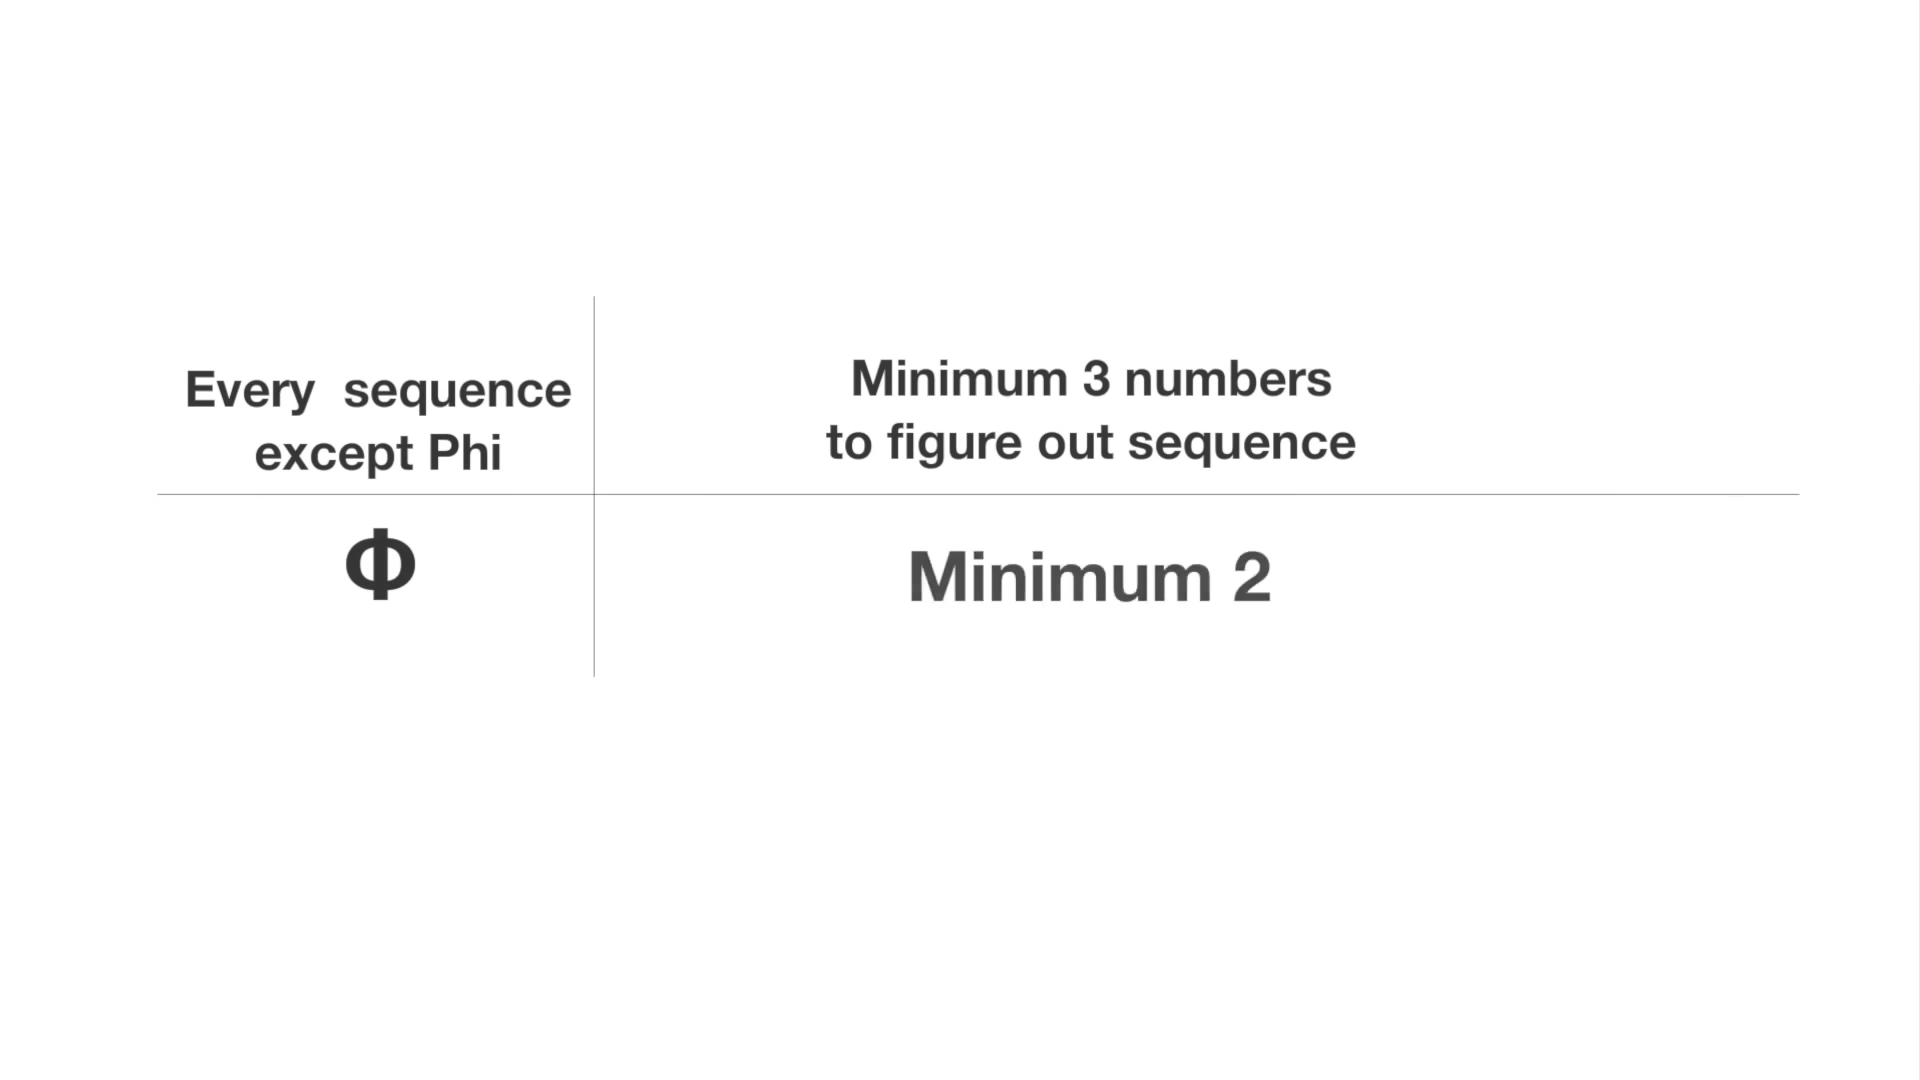 Every  sequence
except Phi
Minimum 3 numbers
to figure out sequence
Φ
Minimum 2